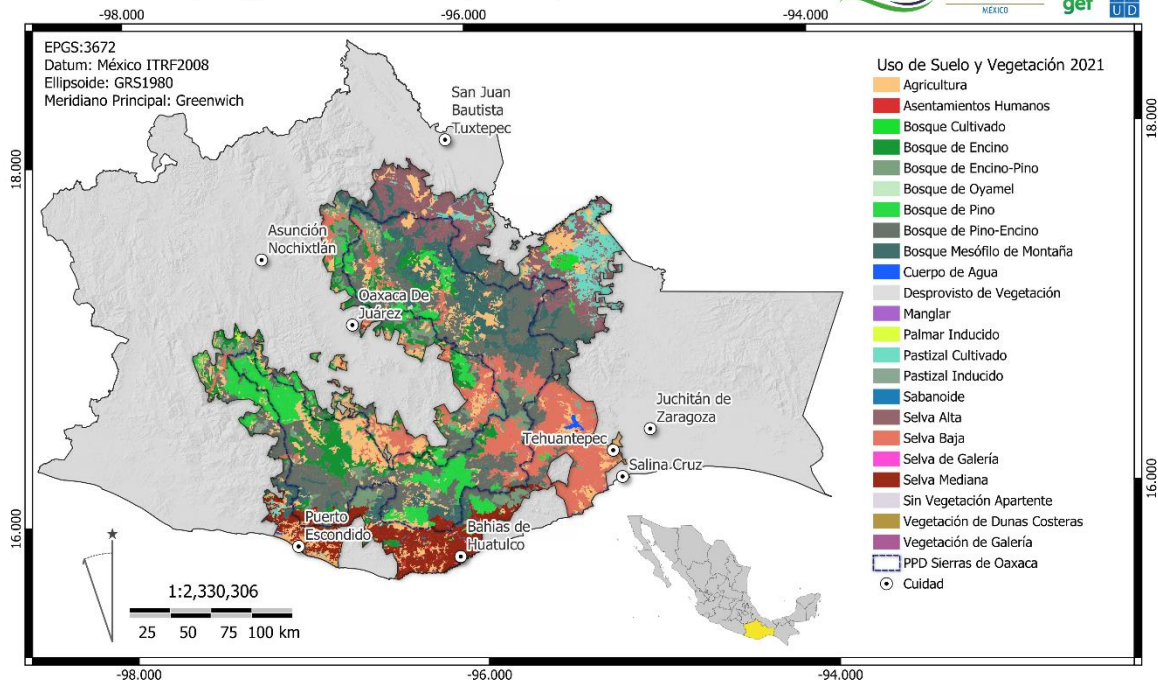 -98.000
-96.000
-94.000
MÉXICO
gef
U D
EPGS:3672
Datum: México ITRF2008
Ellipsoide: GRS1980
Meridiano Principal: Greenwich
18.000
18.000
16.000
16.000
San Juan
Bautista
Tuxtepec
Asunción
Nochixtlán
Oaxaca De
Juárez
Juchitán de
Zaragoza
Tehuantepec
Salina Cruz
Puerto
Escondido
Bahias de
Huatulco
1:2,330,306
25 50 75 100 km
Uso de Suelo y Vegetación 2021
Agricultura
Asentamientos Humanos
Bosque Cultivado
Bosque de Encino
Bosque de Encino-Pino
Bosque de Oyamel
Bosque de Pino
Bosque de Pino-Encino
Bosque Mesófilo de Montaña
Cuerpo de Agua
Desprovisto de Vegetación
Manglar
Palmar Inducido
Pastizal Cultivado
Pastizal Inducido
Sabanoide
Selva Alta
Selva Baja
Selva de Galería
Selva Mediana
Sin Vegetación Apartente
Vegetación de Dunas Costeras
Vegetación de Galería
PPD Sierras de Oaxaca
Cuidad
-98.000
-96.000
-94.000